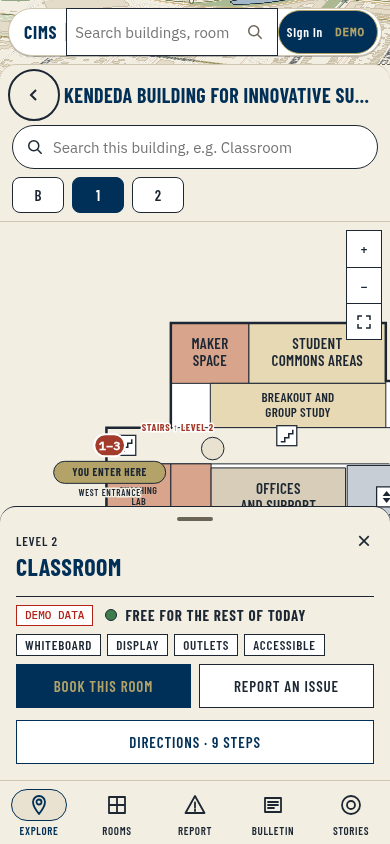 CIMS
Search buildings, room
Sign In DEMO
KENDEDA BUILDING FOR INNOVATIVE SU...
Search this building, e.g. Classroom
B
1
2
+
−
MAKER
SPACE
STUDENT
COMMONS AREAS
BREAKOUT AND
GROUP STUDY
1–3
YOU ENTER HERE
WEST ENTRANCE
LAB
OFFICES
AND SUPPORT
LEVEL 2
CLASSROOM
DEMO DATA
FREE FOR THE REST OF TODAY
WHITEBOARD
DISPLAY
OUTLETS
ACCESSIBLE
BOOK THIS ROOM
REPORT AN ISSUE
DIRECTIONS · 9 STEPS
EXPLORE
ROOMS
REPORT
BULLETIN
STORIES